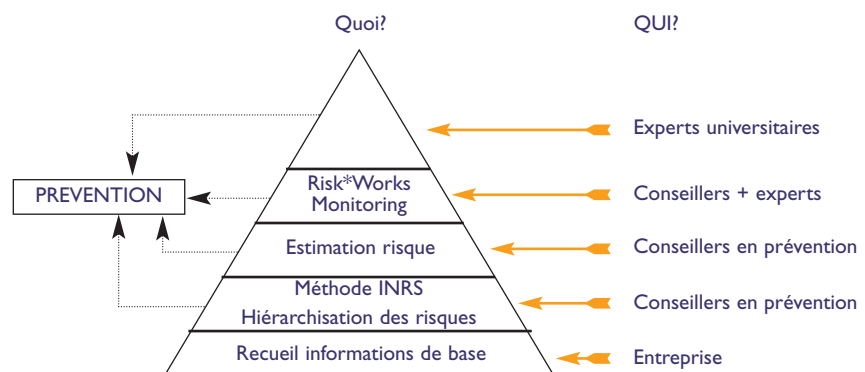 Quoi?
QUI?
Experts universitaires
PREVENTION
Risk*Works
Monitoring
Conseillers + experts
Estimation risque
Conseillers en prévention
Méthode INRS
Hiérarchisation des risques
Conseillers en prévention
Recueil informations de base
Entreprise